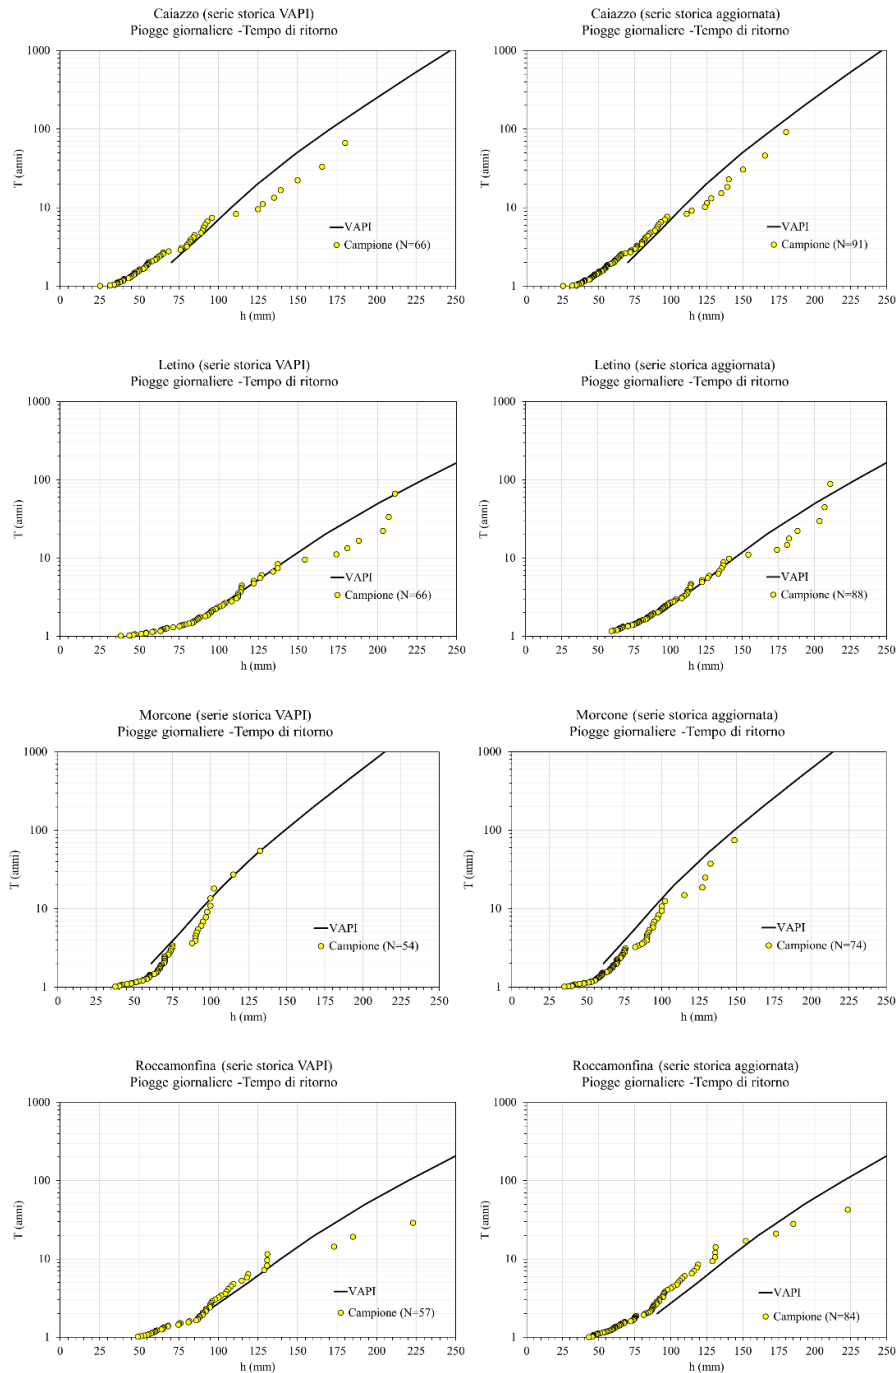 Caiazzo (serie storica VAPI)
Piogge giornaliere -Tempo di ritorno
1000
100
10
1
T (anni)
VAPI
Campione (N=66)
0 25 50 75 100 125 150 175 200 225 250
h (mm)
Caiazzo (serie storica aggiornata)
Piogge giornaliere -Tempo di ritorno
1000
100
10
1
T (anni)
VAPI
Campione (N=91)
0 25 50 75 100 125 150 175 200 225 250
h (mm)
Letino (serie storica VAPI)
Piogge giornaliere -Tempo di ritorno
1000
100
10
1
T (anni)
VAPI
Campione (N=66)
0 25 50 75 100 125 150 175 200 225 250
h (mm)
Letino (serie storica aggiornata)
Piogge giornaliere -Tempo di ritorno
1000
100
10
1
T (anni)
VAPI
Campione (N=88)
0 25 50 75 100 125 150 175 200 225 250
h (mm)
Morcone (serie storica VAPI)
Piogge giornaliere -Tempo di ritorno
1000
100
10
1
T (anni)
VAPI
Campione (N=54)
0 25 50 75 100 125 150 175 200 225 250
h (mm)
Morcone (serie storica aggiornata)
Piogge giornaliere -Tempo di ritorno
1000
100
10
1
T (anni)
VAPI
Campione (N=74)
0 25 50 75 100 125 150 175 200 225 250
h (mm)
Roccamonfina (serie storica VAPI)
Piogge giornaliere -Tempo di ritorno
1000
100
10
1
T (anni)
VAPI
Campione (N=57)
0 25 50 75 100 125 150 175 200 225 250
h (mm)
Roccamonfina (serie storica aggiornata)
Piogge giornaliere -Tempo di ritorno
1000
100
10
1
T (anni)
VAPI
Campione (N=84)
0 25 50 75 100 125 150 175 200 225 250
h (mm)